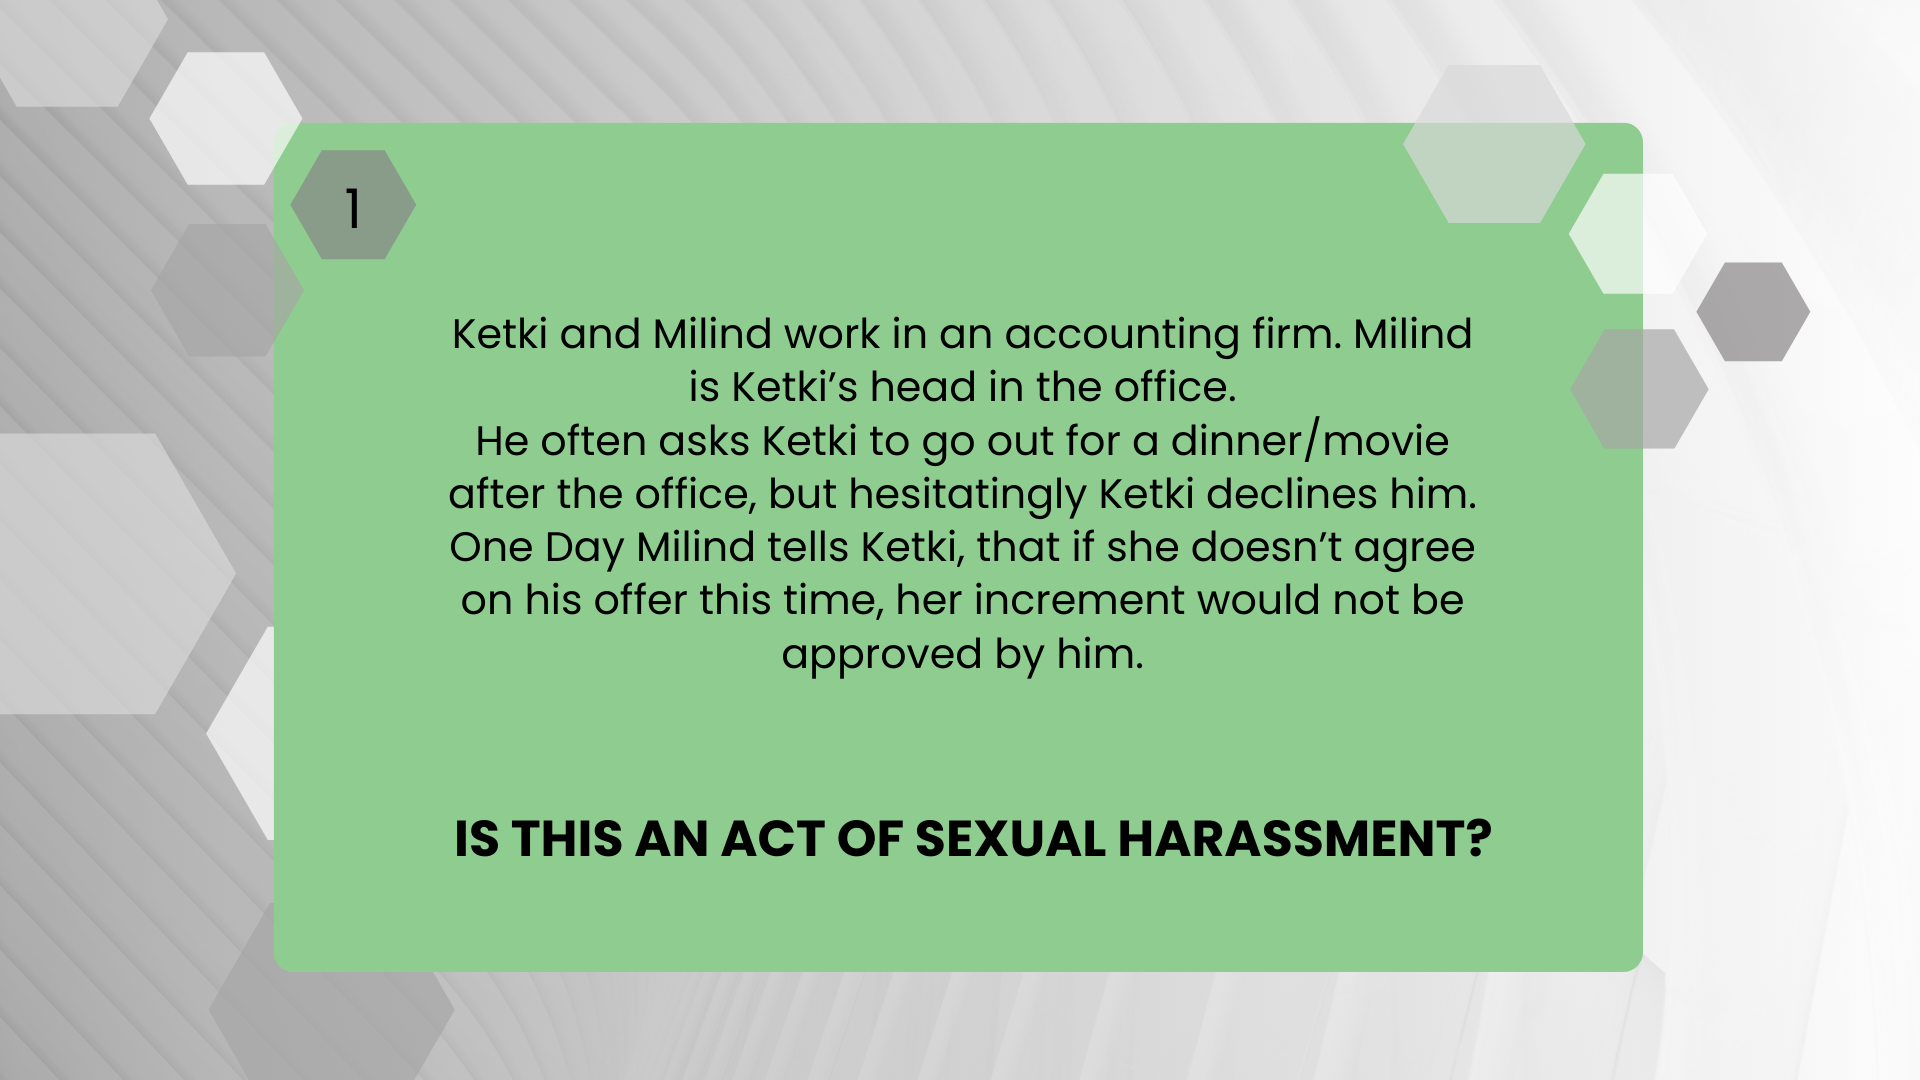 1
Ketki and Milind work in an accounting firm. Milind
is Ketki’s head in the office.
He often asks Ketki to go out for a dinner/movie
after the office, but hesitatingly Ketki declines him.
One Day Milind tells Ketki, that if she doesn’t agree
on his offer this time, her increment would not be
approved by him.
IS THIS AN ACT OF SEXUAL HARASSMENT?